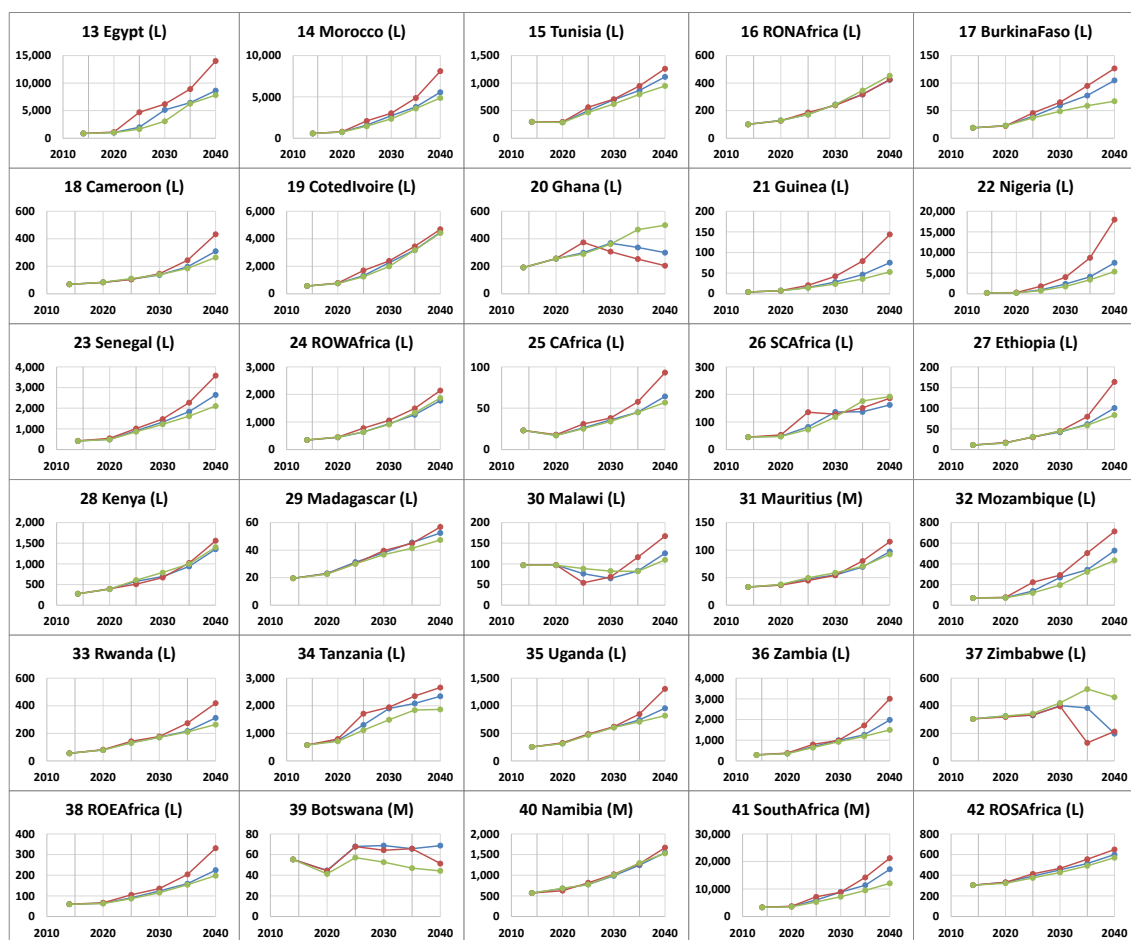 13 Egypt (L)
15,000
10,000
5,000
0
2010 2020 2030 2040
14 Morocco (L)
10,000
5,000
0
2010 2020 2030 2040
15 Tunisia (L)
1,500
1,000
500
0
2010 2020 2030 2040
16 RONAfrica (L)
600
400
200
0
2010 2020 2030 2040
17 BurkinaFaso (L)
150
100
50
0
2010 2020 2030 2040
18 Cameroon (L)
600
400
200
0
2010 2020 2030 2040
19 CotedIvoire (L)
6,000
4,000
2,000
0
2010 2020 2030 2040
20 Ghana (L)
600
400
200
0
2010 2020 2030 2040
21 Guinea (L)
200
150
100
50
0
2010 2020 2030 2040
22 Nigeria (L)
20,000
15,000
10,000
5,000
0
2010 2020 2030 2040
23 Senegal (L)
4,000
3,000
2,000
1,000
0
2010 2020 2030 2040
24 ROWAfrica (L)
3,000
2,000
1,000
0
2010 2020 2030 2040
25 CAfrica (L)
100
50
0
2010 2020 2030 2040
26 SCAfrica (L)
300
200
100
0
2010 2020 2030 2040
27 Ethiopia (L)
200
150
100
50
0
2010 2020 2030 2040
28 Kenya (L)
2,000
1,500
1,000
500
0
2010 2020 2030 2040
29 Madagascar (L)
60
40
20
0
2010 2020 2030 2040
30 Malawi (L)
200
150
100
50
0
2010 2020 2030 2040
31 Mauritius (M)
150
100
50
0
2010 2020 2030 2040
32 Mozambique (L)
800
600
400
200
0
2010 2020 2030 2040
33 Rwanda (L)
600
400
200
0
2010 2020 2030 2040
34 Tanzania (L)
3,000
2,000
1,000
0
2010 2020 2030 2040
35 Uganda (L)
1,500
1,000
500
0
2010 2020 2030 2040
36 Zambia (L)
4,000
3,000
2,000
1,000
0
2010 2020 2030 2040
37 Zimbabwe (L)
600
400
200
0
2010 2020 2030 2040
38 ROEAfrica (L)
400
300
200
100
0
2010 2020 2030 2040
39 Botswana (M)
80
60
40
20
0
2010 2020 2030 2040
40 Namibia (M)
2,000
1,500
1,000
500
0
2010 2020 2030 2040
41 SouthAfrica (M)
30,000
20,000
10,000
0
2010 2020 2030 2040
42 ROSAfrica (L)
800
600
400
200
0
2010 2020 2030 2040